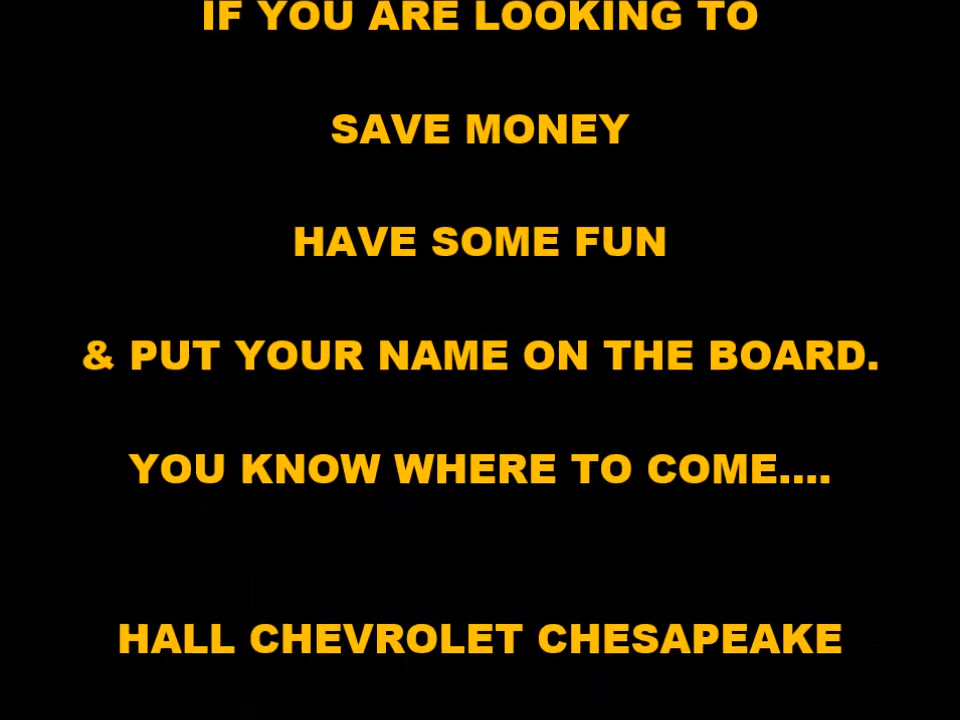 IF YOU ARE LOOKING TO
SAVE MONEY
HAVE SOME FUN
& PUT YOUR NAME ON THE BOARD.
YOU KNOW WHERE TO COME....
HALL CHEVROLET CHESAPEAKE